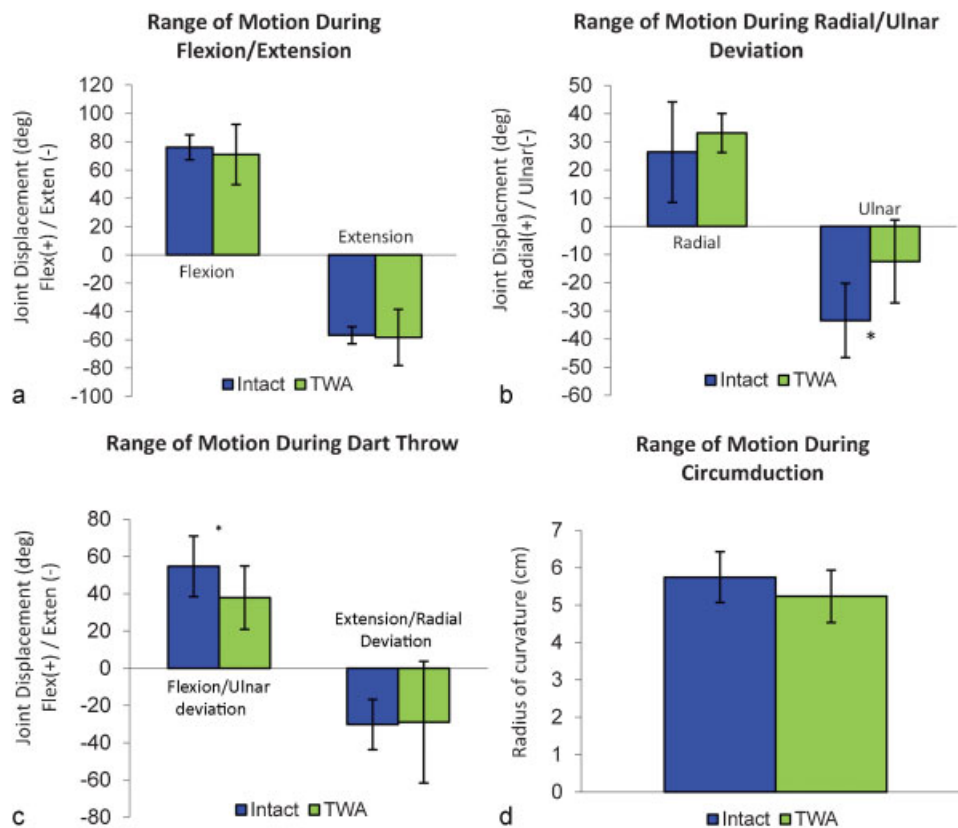 Range of Motion During
Flexion/Extension
Joint Displacement (deg)
Flex(+) / Exten (-)
120
100
80
60
40
20
0
-20
-40
-60
-80
-100
Flexion
Extension
Intact TWA
a
Range of Motion During Radial/Ulnar
Deviation
Joint Displacment (deg)
Radial(+) / Ulnar(-)
50
40
30
20
10
0
-10
-20
-30
-40
-50
-60
Radial
Ulnar
*
Intact TWA
b
Range of Motion During Dart Throw
Joint Displacement (deg)
Flex(+) / Exten (-)
80
60
40
20
0
-20
-40
-60
-80
*
Flexion/Ulnar
deviation
Extension/Radial
Deviation
Intact TWA
c
Range of Motion During
Circumduction
Radius of curvature (cm)
7
6
5
4
3
2
1
0
Intact TWA
d